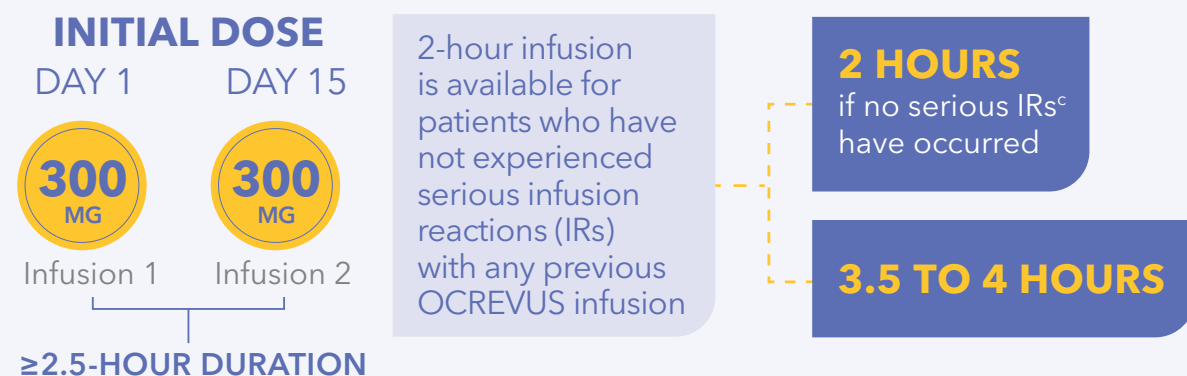 INITIAL DOSE
DAY 1 DAY 15
300 300
MG MG
Infusion 1 Infusion 2
≥2.5-HOUR DURATION
2-hour infusion
is available for
patients who have
not experienced
serious infusion
reactions (IRs)
with any previous
OCREVUS infusion
2 HOURS
if no serious IRsᶜ
have occurred
3.5 TO 4 HOURS